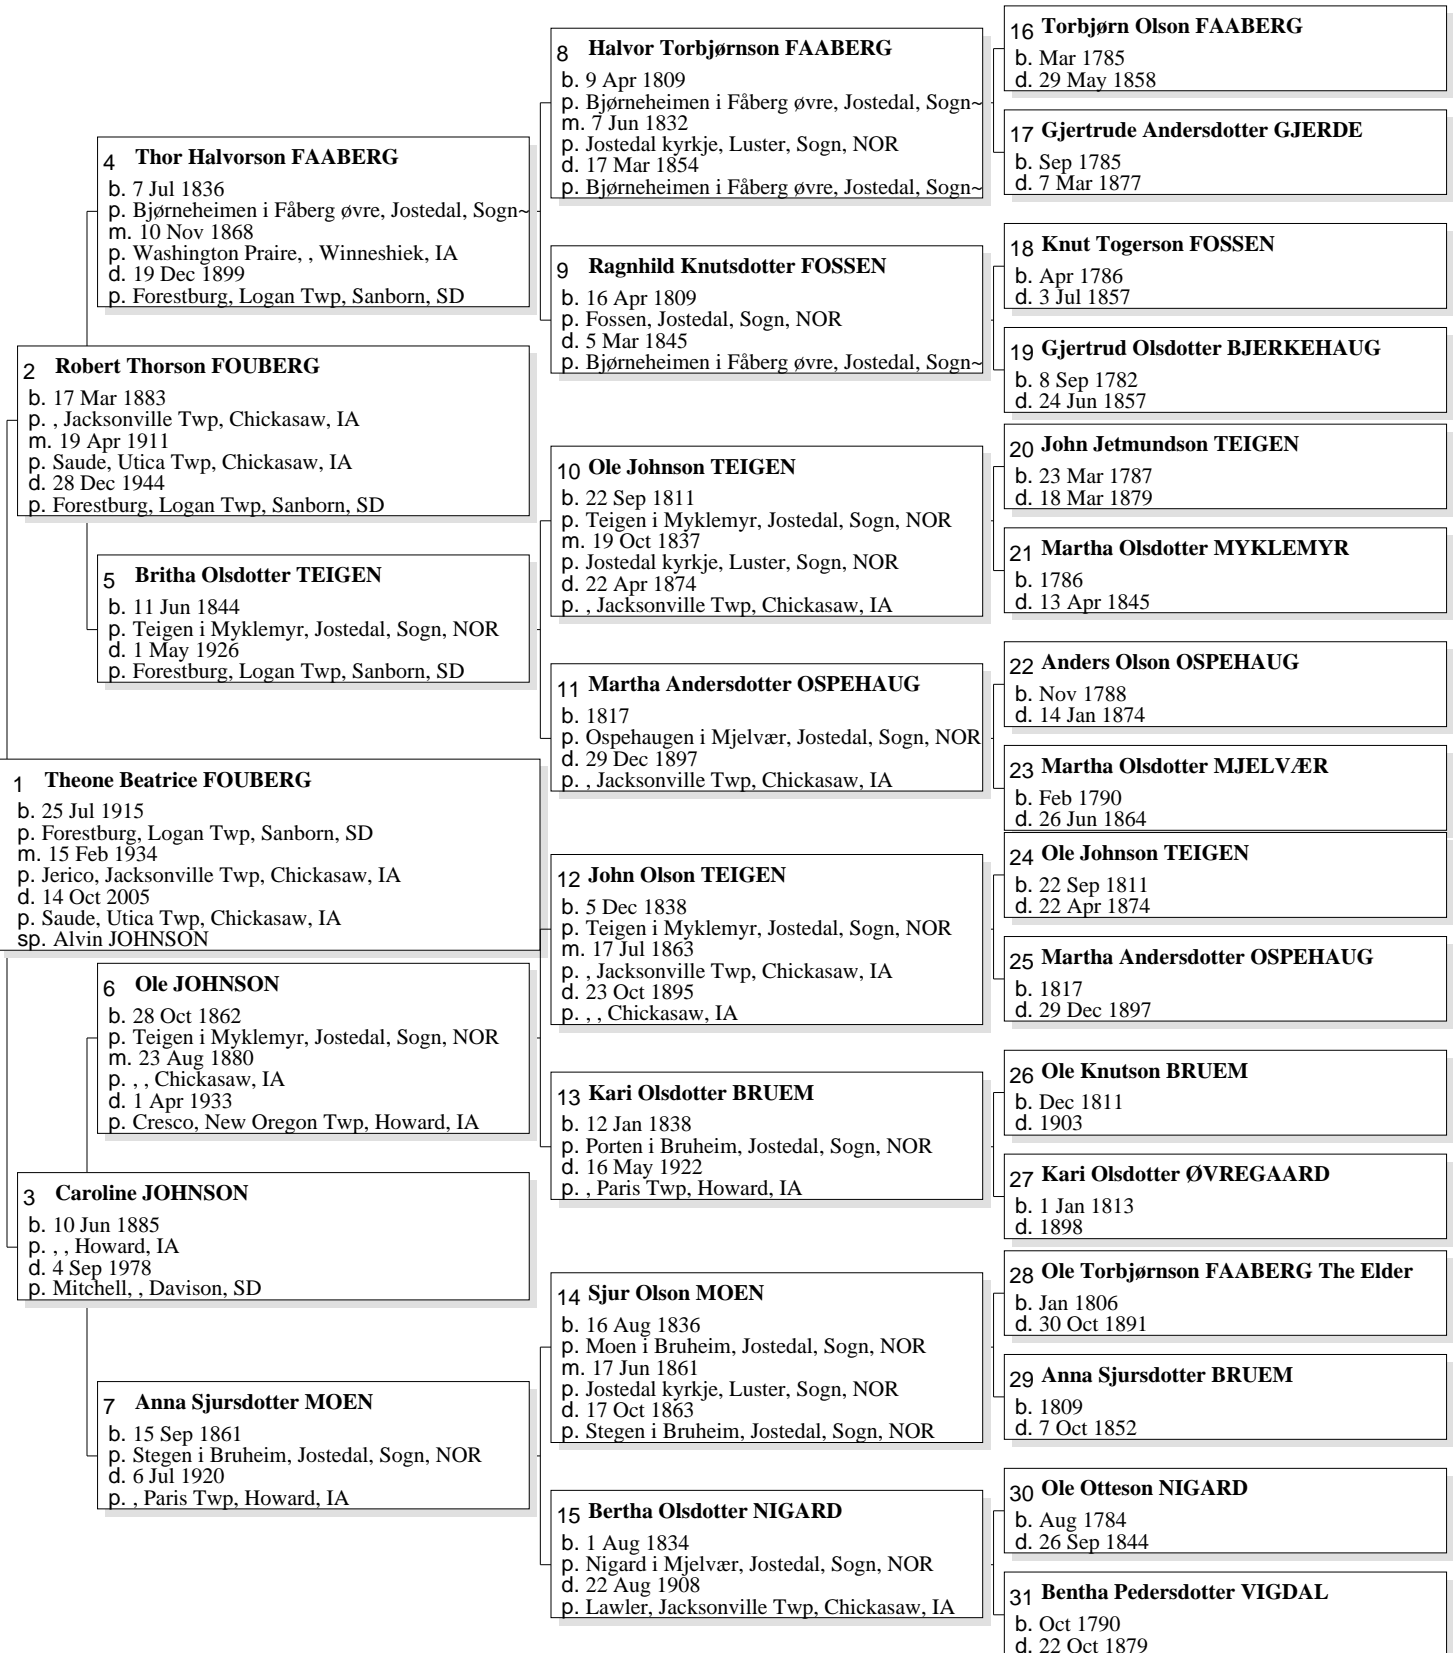 16 Torbjørn Olson FAABERG
b. Mar 1785
d. 29 May 1858
8 Halvor Torbjørnson FAABERG
b. 9 Apr 1809
p. Bjørneheimen i Fåberg øvre, Jostedal, Sogn~
m. 7 Jun 1832
p. Jostedal kyrkje, Luster, Sogn, NOR
d. 17 Mar 1854
p. Bjørneheimen i Fåberg øvre, Jostedal, Sogn~
17 Gjertrude Andersdotter GJERDE
b. Sep 1785
d. 7 Mar 1877
4 Thor Halvorson FAABERG
b. 7 Jul 1836
p. Bjørneheimen i Fåberg øvre, Jostedal, Sogn~
m. 10 Nov 1868
p. Washington Praire, , Winneshiek, IA
d. 19 Dec 1899
p. Forestburg, Logan Twp, Sanborn, SD
18 Knut Togerson FOSSEN
b. Apr 1786
d. 3 Jul 1857
9 Ragnhild Knutsdotter FOSSEN
b. 16 Apr 1809
p. Fossen, Jostedal, Sogn, NOR
d. 5 Mar 1845
p. Bjørneheimen i Fåberg øvre, Jostedal, Sogn~
19 Gjertrud Olsdotter BJERKEHAUG
b. 8 Sep 1782
d. 24 Jun 1857
2 Robert Thorson FOUBERG
b. 17 Mar 1883
p. , Jacksonville Twp, Chickasaw, IA
m. 19 Apr 1911
p. Saude, Utica Twp, Chickasaw, IA
d. 28 Dec 1944
p. Forestburg, Logan Twp, Sanborn, SD
20 John Jetmundson TEIGEN
b. 23 Mar 1787
d. 18 Mar 1879
10 Ole Johnson TEIGEN
b. 22 Sep 1811
p. Teigen i Myklemyr, Jostedal, Sogn, NOR
m. 19 Oct 1837
p. Jostedal kyrkje, Luster, Sogn, NOR
d. 22 Apr 1874
p. , Jacksonville Twp, Chickasaw, IA
21 Martha Olsdotter MYKLEMYR
b. 1786
d. 13 Apr 1845
5 Britha Olsdotter TEIGEN
b. 11 Jun 1844
p. Teigen i Myklemyr, Jostedal, Sogn, NOR
d. 1 May 1926
p. Forestburg, Logan Twp, Sanborn, SD
22 Anders Olson OSPEHAUG
b. Nov 1788
d. 14 Jan 1874
11 Martha Andersdotter OSPEHAUG
b. 1817
p. Ospehaugen i Mjelvær, Jostedal, Sogn, NOR
d. 29 Dec 1897
p. , Jacksonville Twp, Chickasaw, IA
23 Martha Olsdotter MJELVÆR
b. Feb 1790
d. 26 Jun 1864
1 Theone Beatrice FOUBERG
b. 25 Jul 1915
p. Forestburg, Logan Twp, Sanborn, SD
m. 15 Feb 1934
p. Jerico, Jacksonville Twp, Chickasaw, IA
d. 14 Oct 2005
p. Saude, Utica Twp, Chickasaw, IA
sp. Alvin JOHNSON
24 Ole Johnson TEIGEN
b. 22 Sep 1811
d. 22 Apr 1874
12 John Olson TEIGEN
b. 5 Dec 1838
p. Teigen i Myklemyr, Jostedal, Sogn, NOR
m. 17 Jul 1863
p. , Jacksonville Twp, Chickasaw, IA
d. 23 Oct 1895
p. , , Chickasaw, IA
25 Martha Andersdotter OSPEHAUG
b. 1817
d. 29 Dec 1897
6 Ole JOHNSON
b. 28 Oct 1862
p. Teigen i Myklemyr, Jostedal, Sogn, NOR
m. 23 Aug 1880
p. , , Chickasaw, IA
d. 1 Apr 1933
p. Cresco, New Oregon Twp, Howard, IA
26 Ole Knutson BRUEM
b. Dec 1811
d. 1903
13 Kari Olsdotter BRUEM
b. 12 Jan 1838
p. Porten i Bruheim, Jostedal, Sogn, NOR
d. 16 May 1922
p. , Paris Twp, Howard, IA
27 Kari Olsdotter ØVREGAARD
b. 1 Jan 1813
d. 1898
3 Caroline JOHNSON
b. 10 Jun 1885
p. , , Howard, IA
d. 4 Sep 1978
p. Mitchell, , Davison, SD
28 Ole Torbjørnson FAABERG The Elder
b. Jan 1806
d. 30 Oct 1891
14 Sjur Olson MOEN
b. 16 Aug 1836
p. Moen i Bruheim, Jostedal, Sogn, NOR
m. 17 Jun 1861
p. Jostedal kyrkje, Luster, Sogn, NOR
d. 17 Oct 1863
p. Stegen i Bruheim, Jostedal, Sogn, NOR
29 Anna Sjursdotter BRUEM
b. 1809
d. 7 Oct 1852
7 Anna Sjursdotter MOEN
b. 15 Sep 1861
p. Stegen i Bruheim, Jostedal, Sogn, NOR
d. 6 Jul 1920
p. , Paris Twp, Howard, IA
30 Ole Otteson NIGARD
b. Aug 1784
d. 26 Sep 1844
15 Bertha Olsdotter NIGARD
b. 1 Aug 1834
p. Nigard i Mjelvær, Jostedal, Sogn, NOR
d. 22 Aug 1908
p. Lawler, Jacksonville Twp, Chickasaw, IA
31 Bentha Pedersdotter VIGDAL
b. Oct 1790
d. 22 Oct 1879